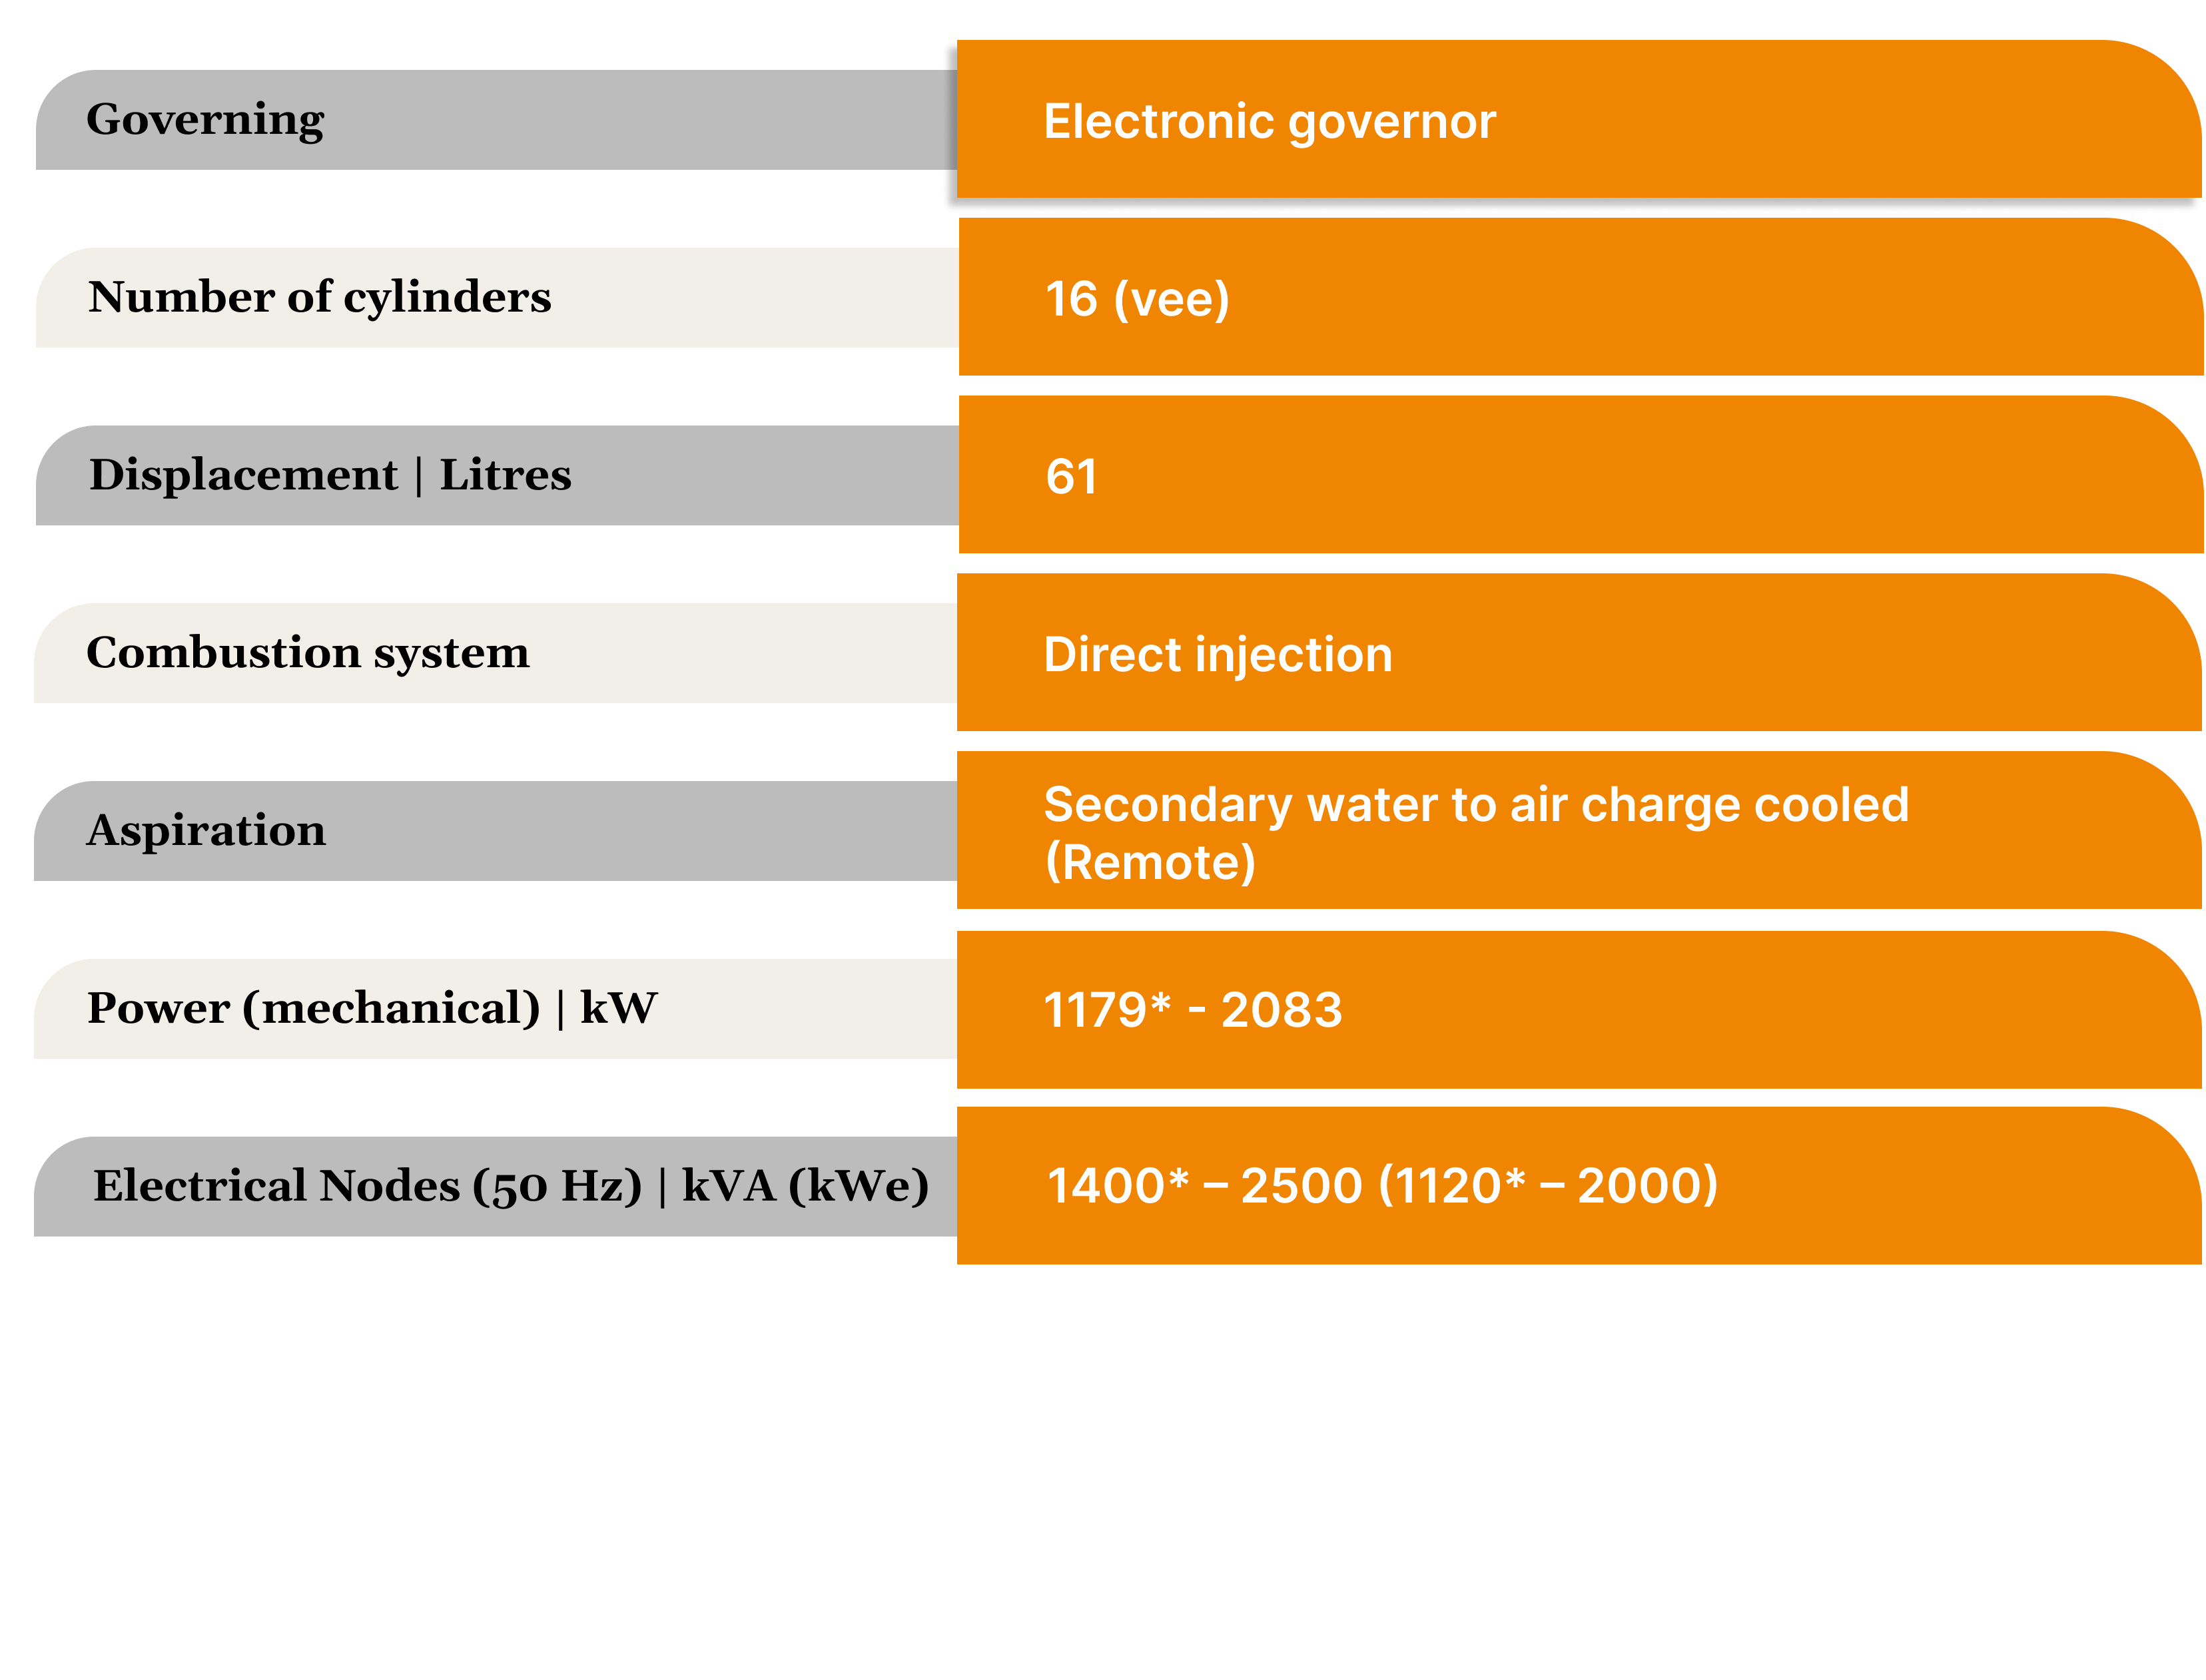 Governing
Electronic governor
Number of cylinders
16 (vee)
Displacement | Litres
61
Combustion system
Direct injection
Aspiration
Secondary water to air charge cooled
(Remote)
Power (mechanical) | kW
1179* - 2083
Electrical Nodes (50 Hz) | kVA (kWe)
1400* – 2500 (1120* – 2000)